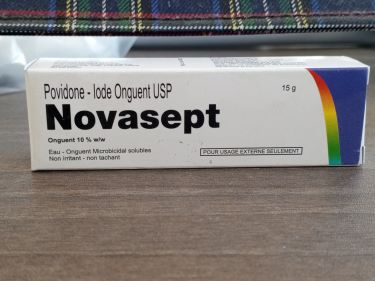 Povidone - Iode Onguent USP
15 g
Novasept
Onguent 10 % w/w
Eau - Onguent Microbicidal solubles
Non irritant - non tachant
POUR USAGE EXTERNE SEULEMENT